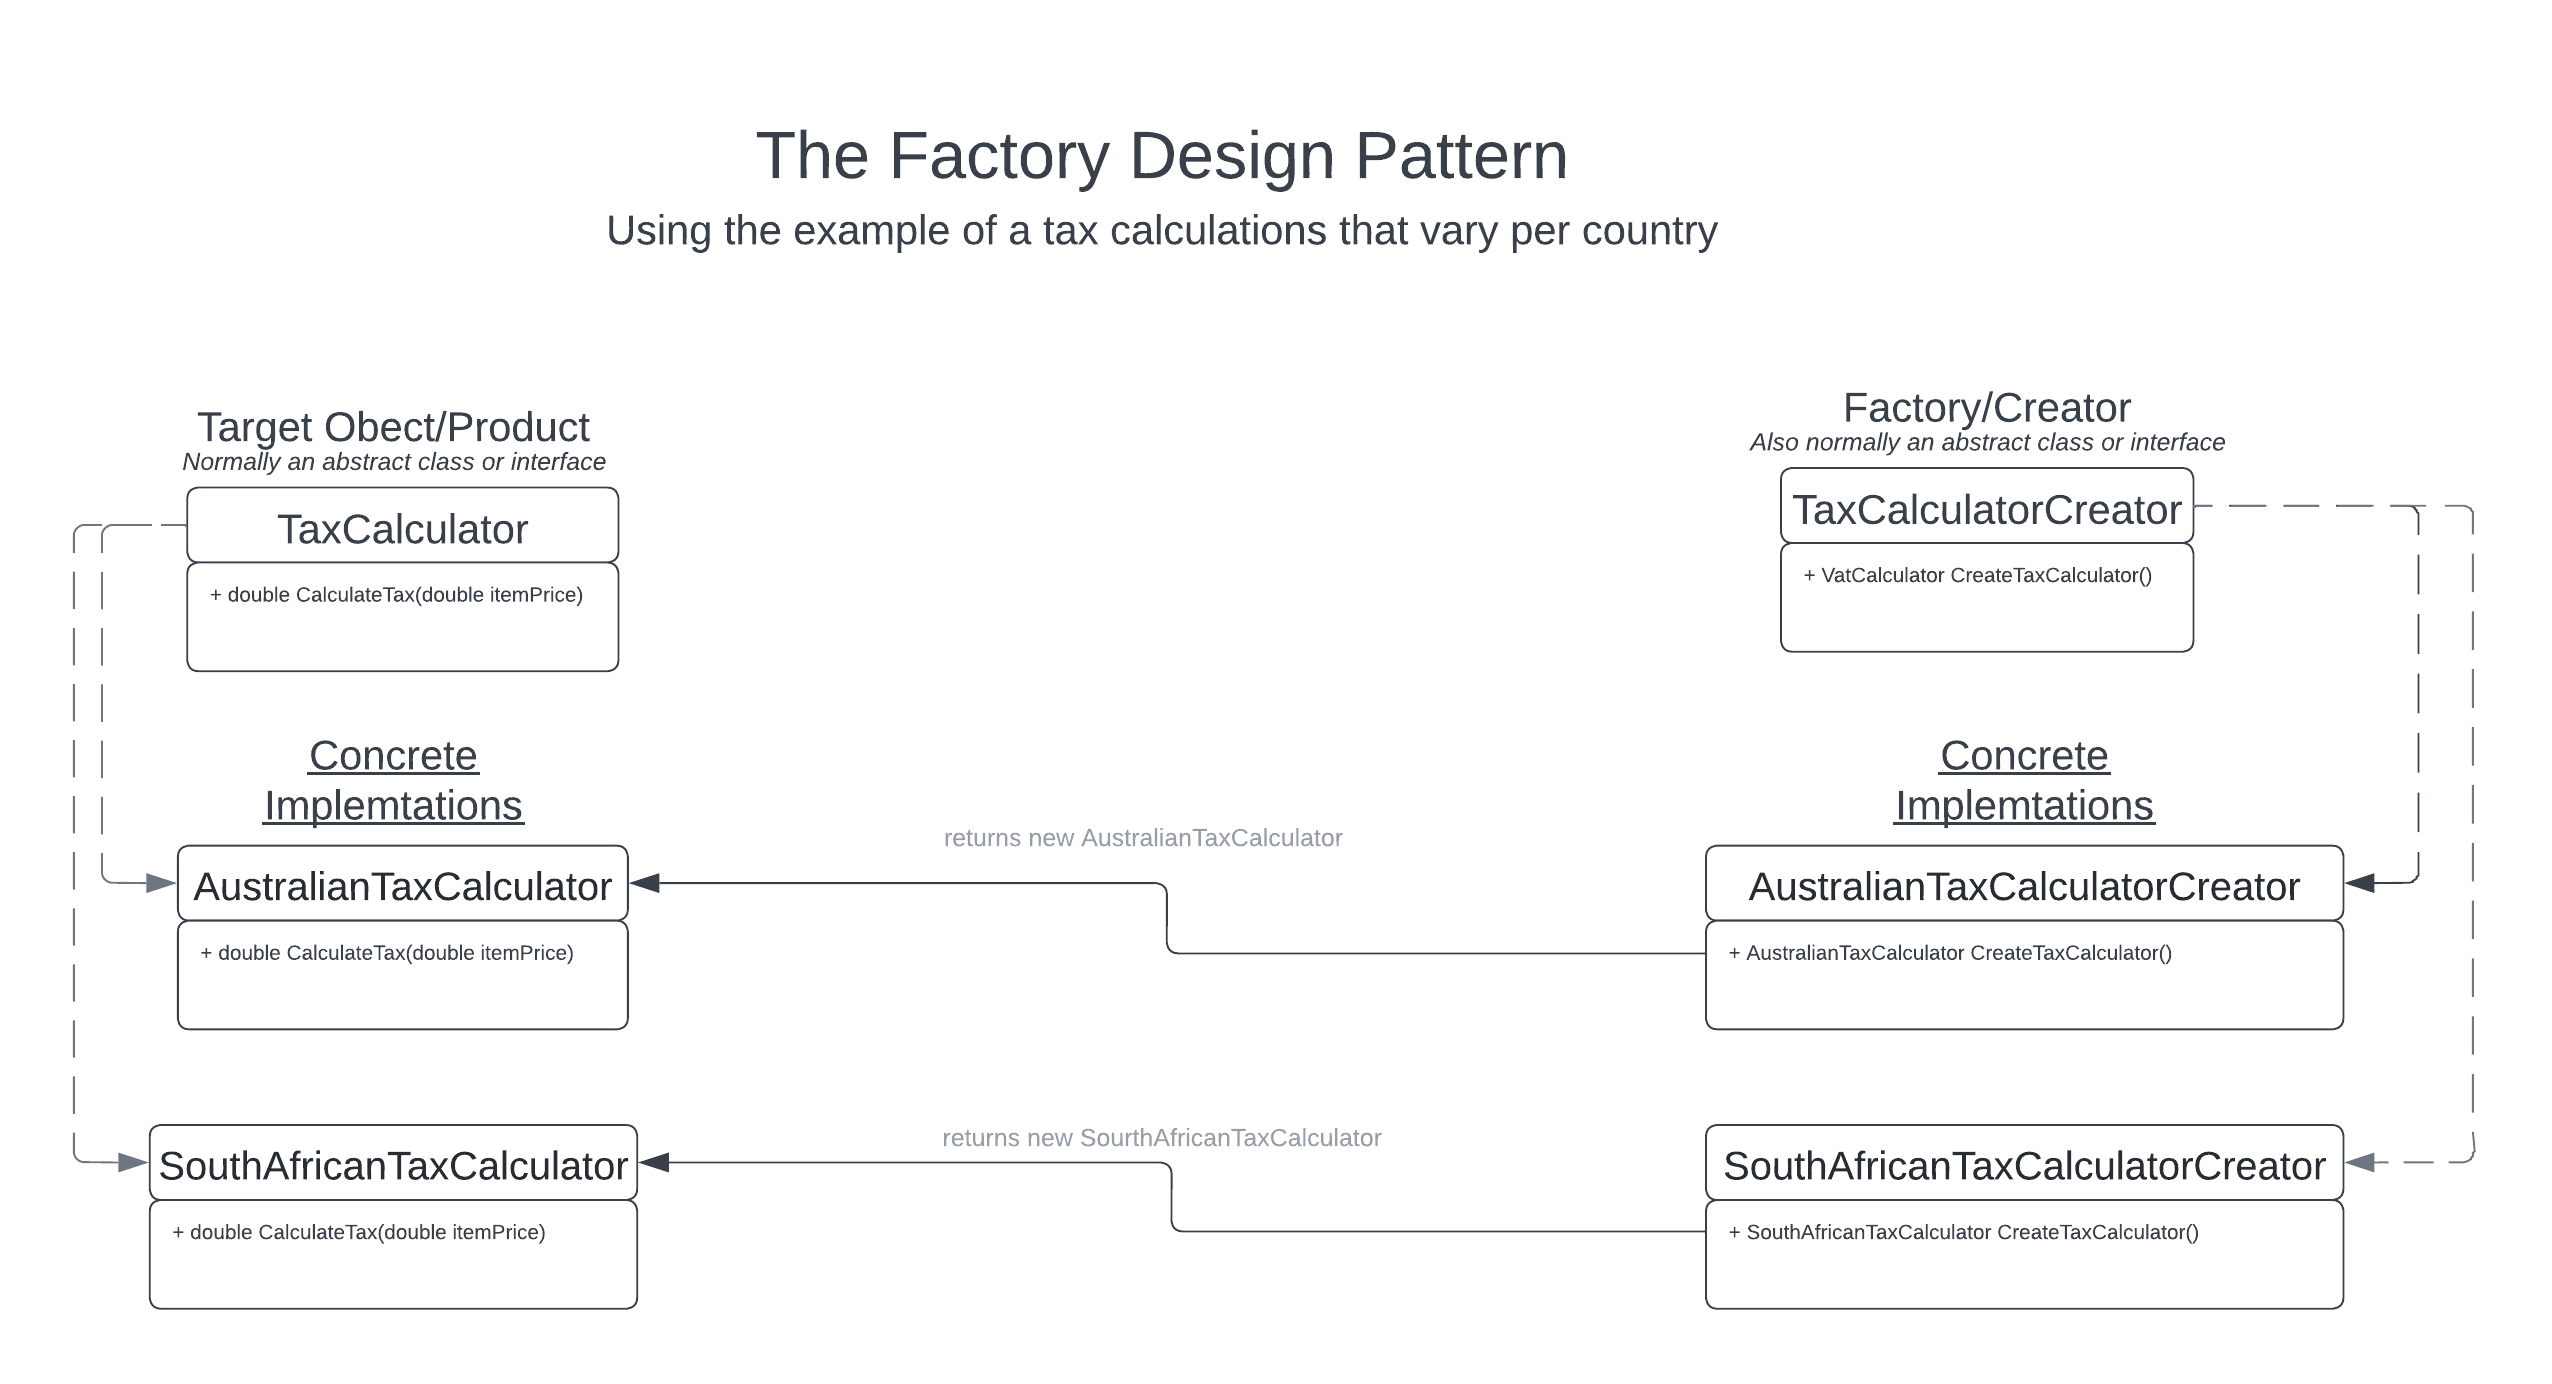 The Factory Design Pattern
Using the example of a tax calculations that vary per country
Target Obect/Product
Normally an abstract class or interface
TaxCalculator
+ double CalculateTax(double itemPrice)
Factory/Creator
Also normally an abstract class or interface
TaxCalculatorCreator
+ VatCalculator CreateTaxCalculator()
Concrete
Implemtations
AustralianTaxCalculator
+ double CalculateTax(double itemPrice)
returns new AustralianTaxCalculator
Concrete
Implemtations
AustralianTaxCalculatorCreator
+ AustralianTaxCalculator CreateTaxCalculator()
SouthAfricanTaxCalculator
+ double CalculateTax(double itemPrice)
returns new SourthAfricanTaxCalculator
SouthAfricanTaxCalculatorCreator
+ SouthAfricanTaxCalculator CreateTaxCalculator()